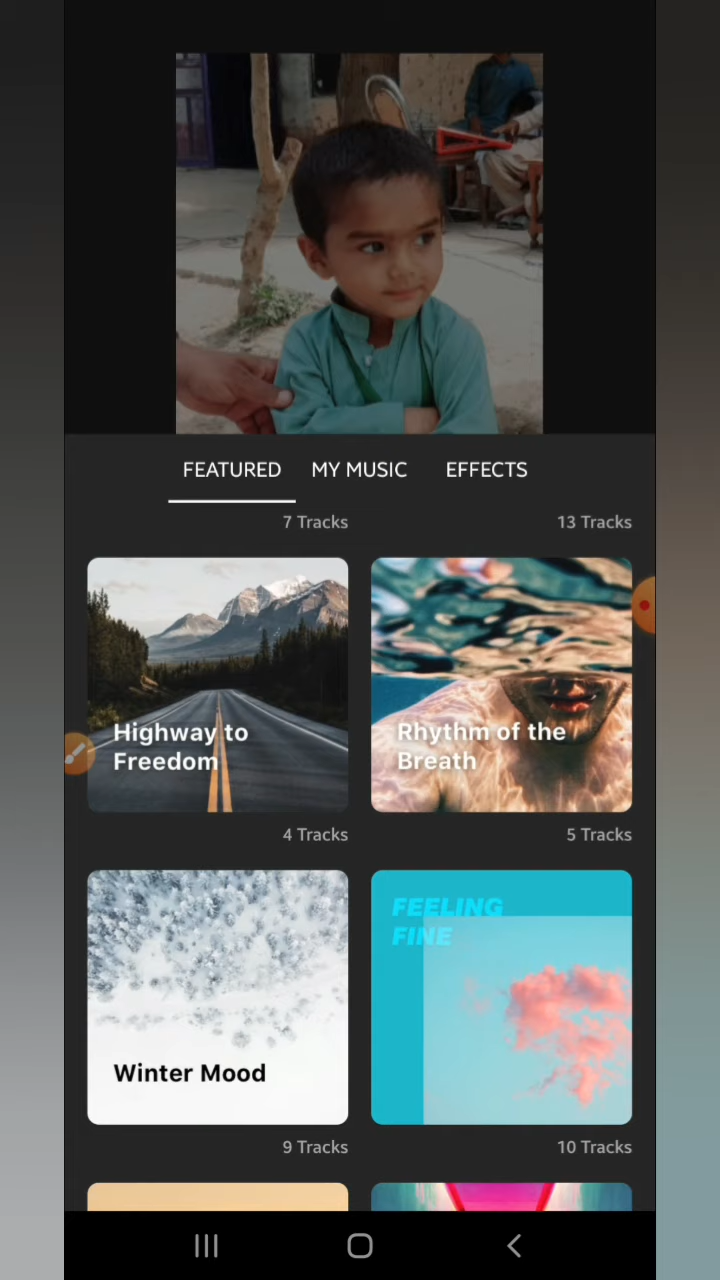 FEATURED MY MUSIC EFFECTS
7 Tracks 13 Tracks
Highway to
Freedom
Rhythm of the
Breath
4 Tracks 5 Tracks
Winter Mood
FEELING
FINE
9 Tracks 10 Tracks